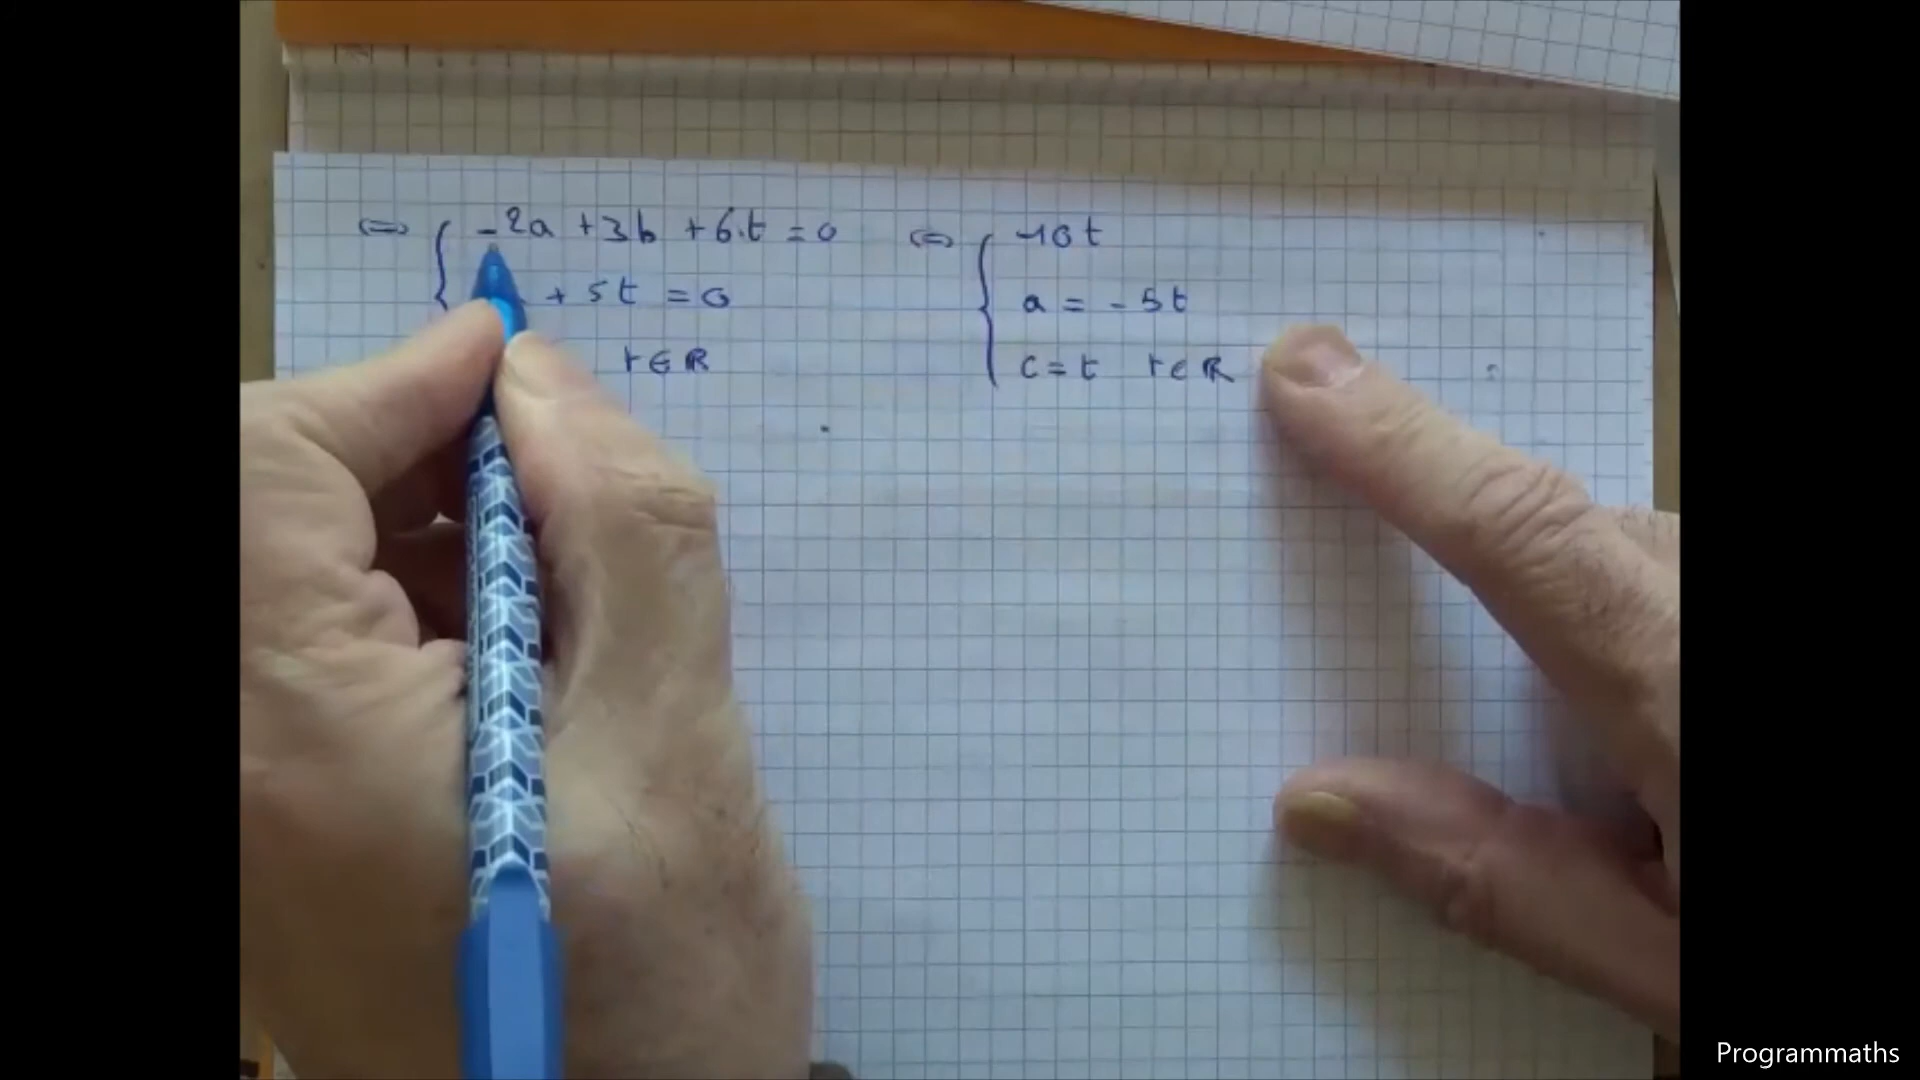 ⇔ { -2a + 3b + 6.t = 0 ⇔ { -10t
+ 5t = 0 a = -5t
t ∈ ℝ c = t t ∈ ℝ
Programmaths